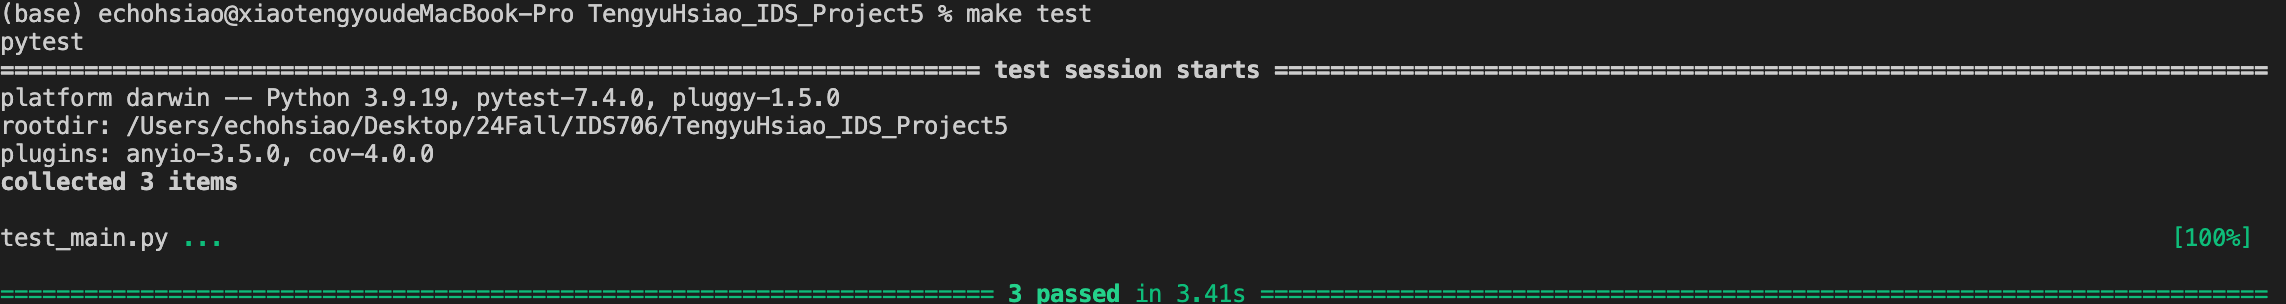 (base) echohsiao@xiaotengyoudeMacBook-Pro TengyuHsiao_IDS_Project5 % make test
pytest
====================================================================== test session starts =======================================================================
platform darwin -- Python 3.9.19, pytest-7.4.0, pluggy-1.5.0
rootdir: /Users/echohsiao/Desktop/24Fall/IDS706/TengyuHsiao_IDS_Project5
plugins: anyio-3.5.0, cov-4.0.0
collected 3 items
test_main.py ... [100%]
======================================================================= 3 passed in 3.41s ========================================================================